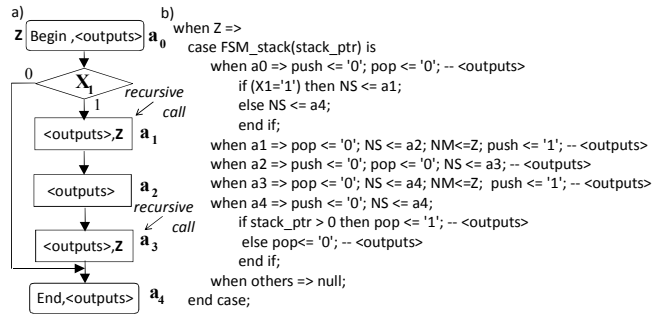 a)
Z Begin ,<outputs> a0
0
X1
1
recursive
call
<outputs>,Z a1
<outputs> a2
recursive
call
<outputs>,Z a3
End,<outputs> a4
b)
when Z =>
case FSM_stack(stack_ptr) is
when a0 => push <= '0'; pop <= '0'; -- <outputs>
if (X1='1') then NS <= a1;
else NS <= a4;
end if;
when a1 => pop <= '0'; NS <= a2; NM<=Z; push <= '1'; -- <outputs>
when a2 => push <= '0'; pop <= '0'; NS <= a3; -- <outputs>
when a3 => pop <= '0'; NS <= a4; NM<=Z; push <= '1'; -- <outputs>
when a4 => push <= '0'; NS <= a4;
if stack_ptr > 0 then pop <= '1'; -- <outputs>
else pop<= '0'; -- <outputs>
end if;
when others => null;
end case;